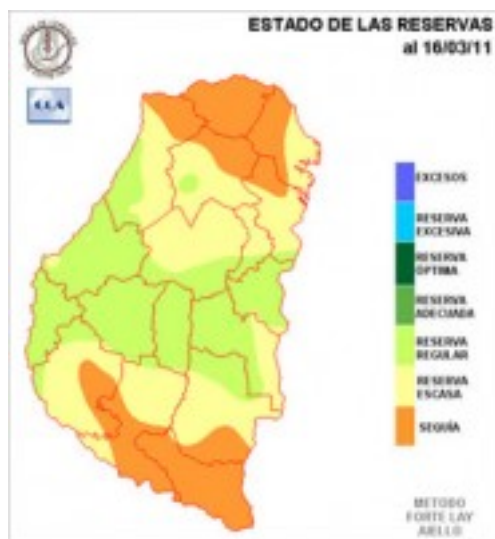 ESTADO DE LAS RESERVAS
al 16/03/11
CCA
EXCESOS
RESERVA
EXCESIVA
RESERVA
ÓPTIMA
RESERVA
ADECUADA
RESERVA
REGULAR
RESERVA
ESCASA
SEQUÍA
METODO
FORTE LAY
AIELLO